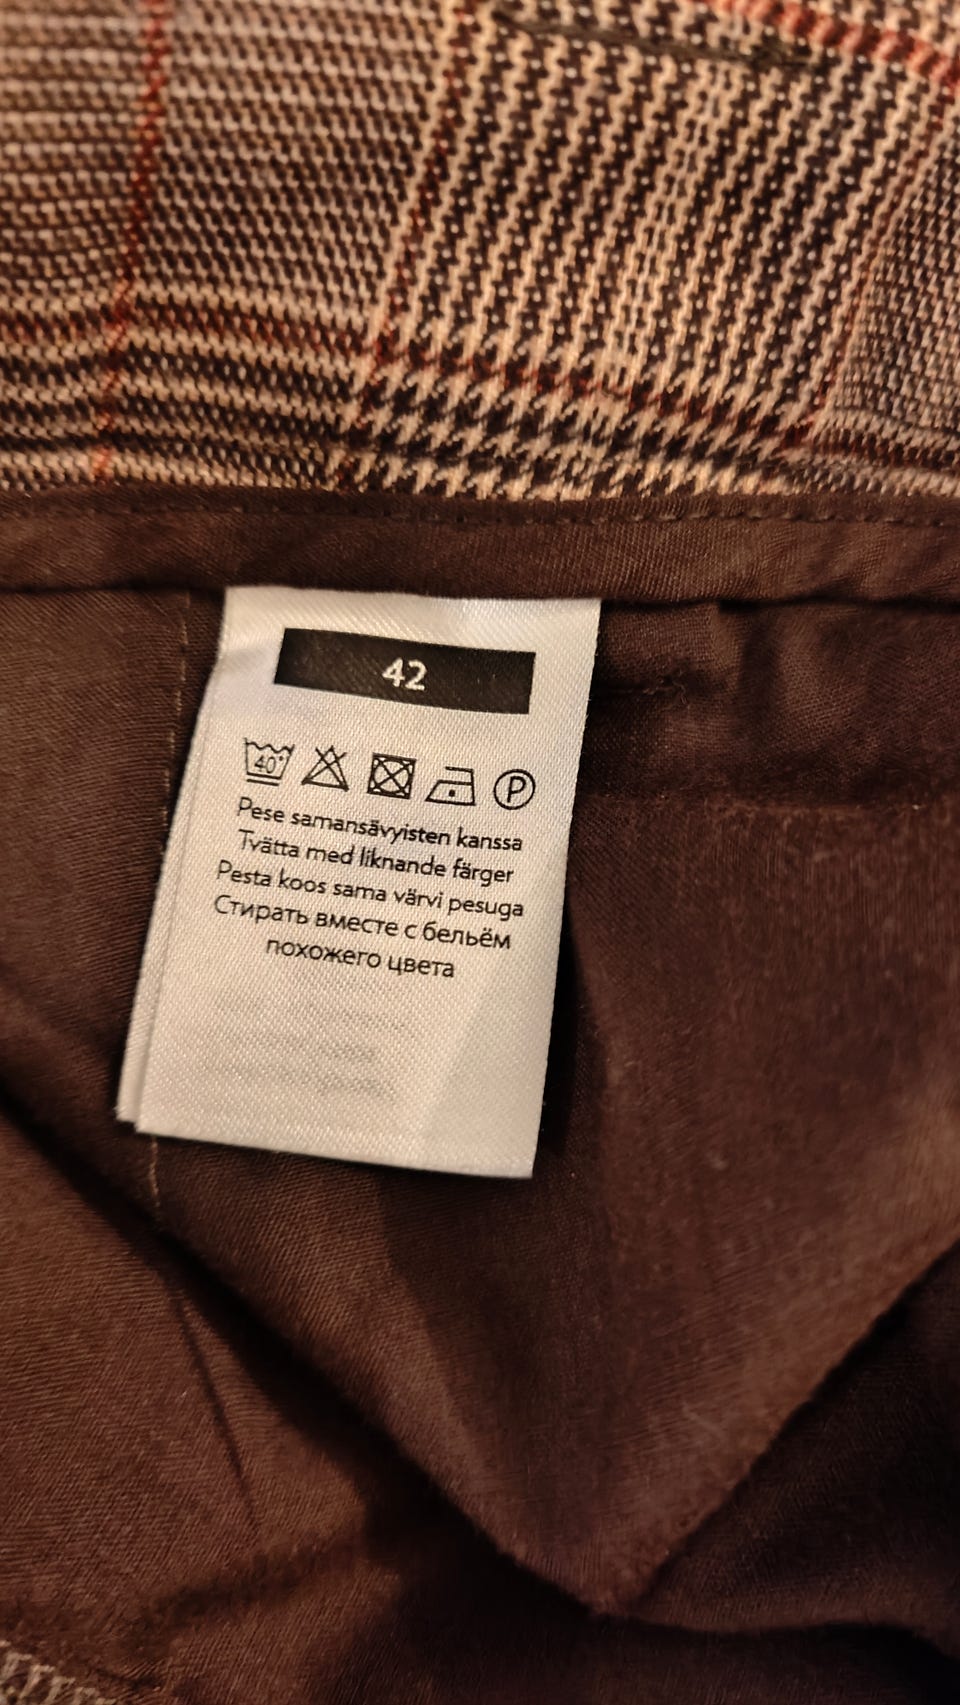 42
40°
P
Pese samansävyisten kanssa
Tvätta med liknande färger
Pesta koos sama värvi pesuga
Стирать вместе с бельём
похожего цвета